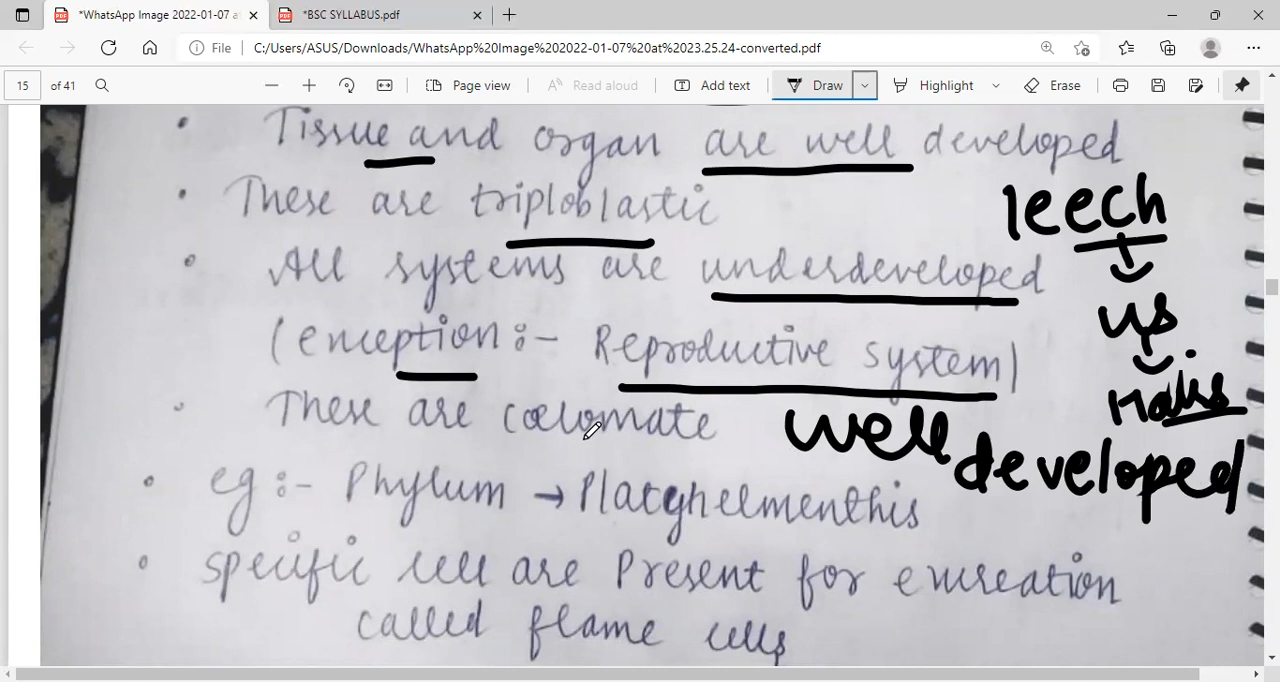 *WhatsApp Image 2022-01-07 a
*BSC SYLLABUS.pdf
File C:/Users/ASUS/Downloads/WhatsApp%20Image%202022-01-07%20at%2023.25.24-converted.pdf
15 of 41 Page view Read aloud Add text Draw Highlight Erase
Tissue and organ are well developed
These are triploblastic
leech
All systems are underdeveloped
us
(exception :- Reproductive system)
These are coelomate
well developed
eg :- Phylum → Platyhelmenthis
specific cell are Present for excreation
called flame cells